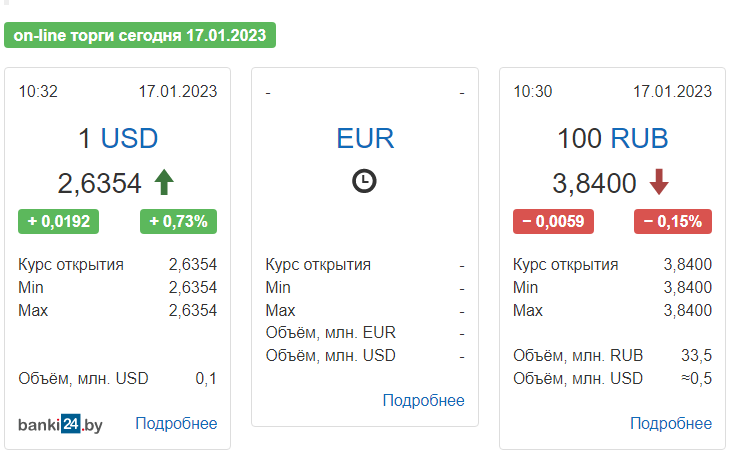 on-line торги сегодня 17.01.2023
10:32 17.01.2023
1 USD
2,6354
+ 0,0192 + 0,73%
Курс открытия 2,6354
Min 2,6354
Max 2,6354
Объём, млн. USD 0,1
banki24.by Подробнее
- -
EUR
Курс открытия -
Min -
Max -
Объём, млн. EUR -
Объём, млн. USD -
Подробнее
10:30 17.01.2023
100 RUB
3,8400
− 0,0059 − 0,15%
Курс открытия 3,8400
Min 3,8400
Max 3,8400
Объём, млн. RUB 33,5
Объём, млн. USD ≈0,5
Подробнее